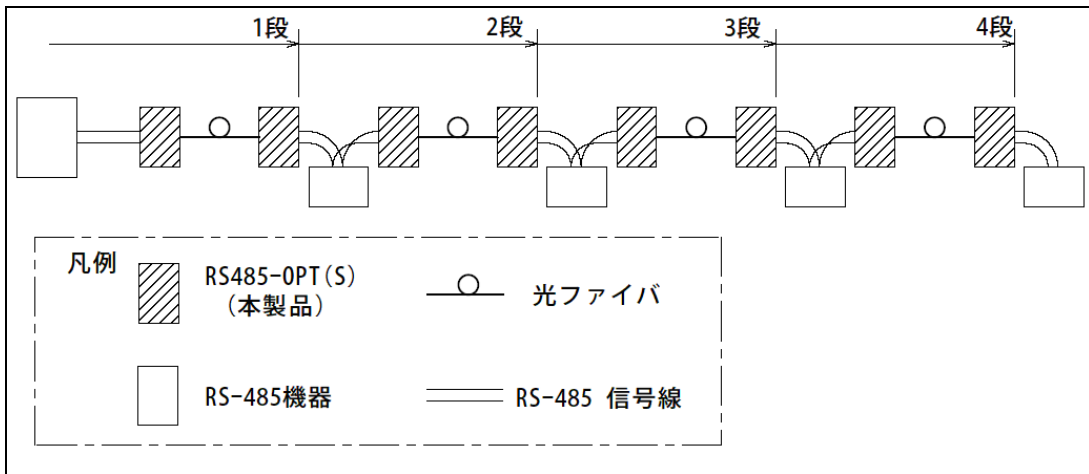 1段
2段
3段
4段
凡例
RS485-OPT(S)
(本製品)
光ファイバ
RS-485機器
RS-485 信号線